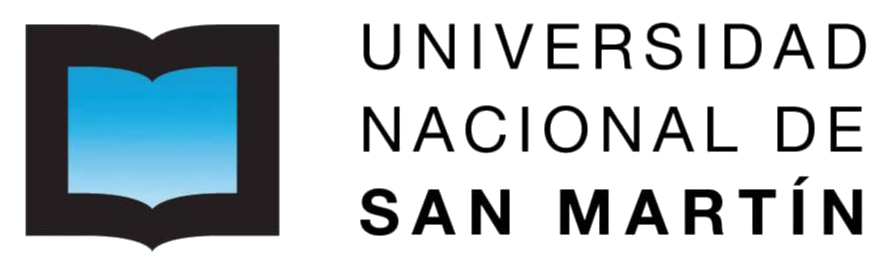 UNIVERSIDAD
NACIONAL DE
SAN MARTÍN